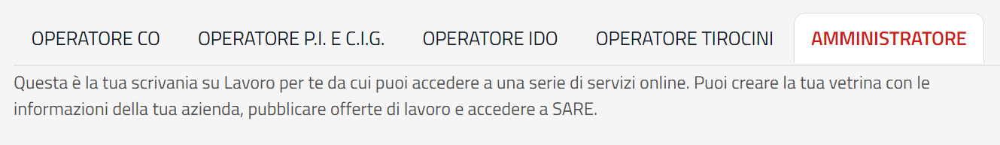 OPERATORE CO OPERATORE P.I. E C.I.G. OPERATORE IDO OPERATORE TIROCINI AMMINISTRATORE
Questa è la tua scrivania su Lavoro per te da cui puoi accedere a una serie di servizi online. Puoi creare la tua vetrina con le
informazioni della tua azienda, pubblicare offerte di lavoro e accedere a SARE.